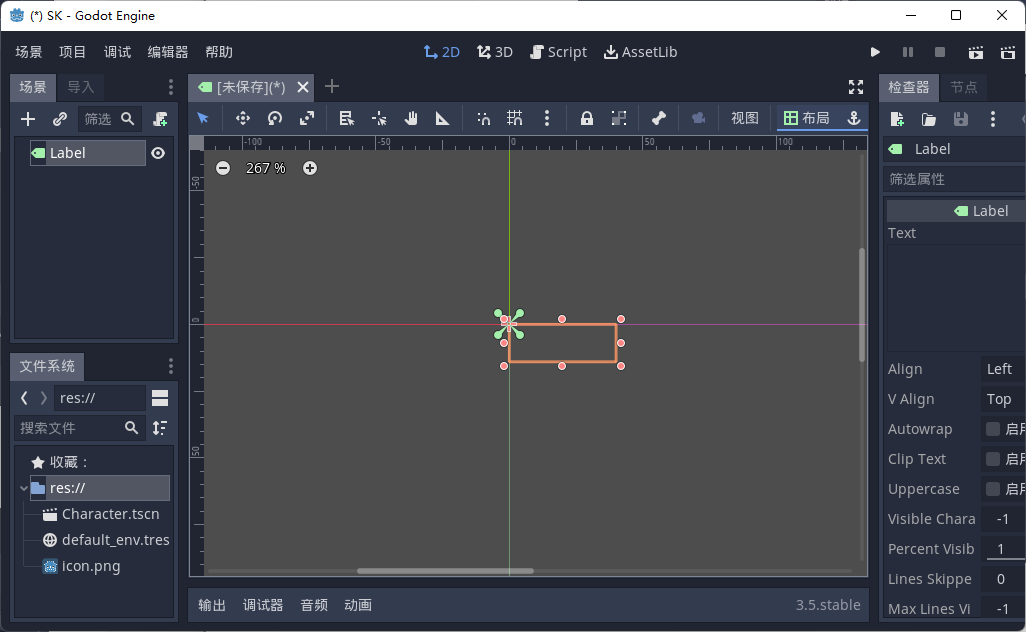 (*) SK - Godot Engine
场景 项目 调试 编辑器 帮助 2D 3D Script AssetLib
场景 导入 [未保存](*) 检查器 节点
筛选 视图 布局
Label Label
267 %
-100 -50 0 50 100
-50
0
50
筛选属性
Label
Text
文件系统
res://
搜索文件
收藏：
res://
Character.tscn
default_env.tres
icon.png
Align Left
V Align Top
Autowrap 启用
Clip Text 启用
Uppercase 启用
Visible Chara -1
Percent Visib 1
Lines Skippe 0
Max Lines Vi -1
输出 调试器 音频 动画 3.5.stable